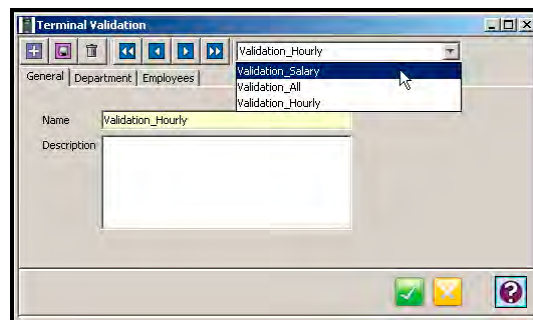 Terminal Validation
Validation_Hourly
Validation_Salary
Validation_All
Validation_Hourly
General Department Employees
Name Validation_Hourly
Description